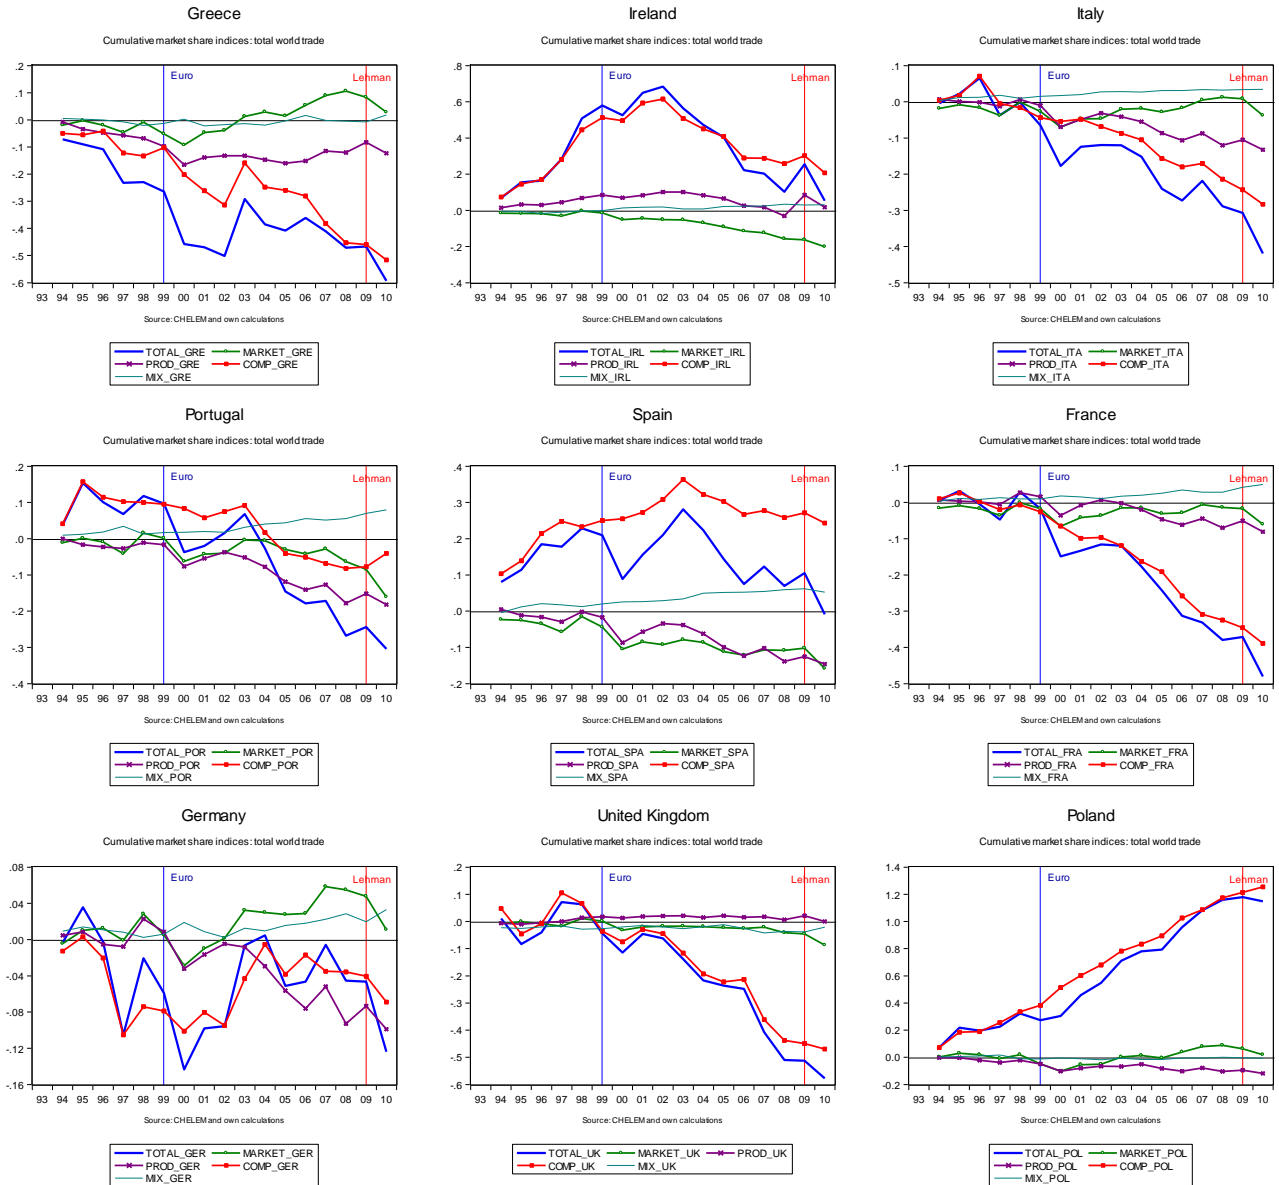 Greece
Cumulative market share indices: total world trade
Euro
Lehman
.2
.1
.0
-.1
-.2
-.3
-.4
-.5
-.6
93 94 95 96 97 98 99 00 01 02 03 04 05 06 07 08 09 10
Source: CHELEM and own calculations
TOTAL_GRE MARKET_GRE
PROD_GRE COMP_GRE
MIX_GRE
Ireland
Cumulative market share indices: total world trade
Euro
Lehman
.8
.6
.4
.2
.0
-.2
-.4
93 94 95 96 97 98 99 00 01 02 03 04 05 06 07 08 09 10
Source: CHELEM and own calculations
TOTAL_IRL MARKET_IRL
PROD_IRL COMP_IRL
MIX_IRL
Italy
Cumulative market share indices: total world trade
Euro
Lehman
.1
.0
-.1
-.2
-.3
-.4
-.5
93 94 95 96 97 98 99 00 01 02 03 04 05 06 07 08 09 10
Source: CHELEM and own calculations
TOTAL_ITA MARKET_ITA
PROD_ITA COMP_ITA
MIX_ITA
Portugal
Cumulative market share indices: total world trade
Euro
Lehman
.2
.1
.0
-.1
-.2
-.3
-.4
93 94 95 96 97 98 99 00 01 02 03 04 05 06 07 08 09 10
Source: CHELEM and own calculations
TOTAL_POR MARKET_POR
PROD_POR COMP_POR
MIX_POR
Spain
Cumulative market share indices: total world trade
Euro
Lehman
.4
.3
.2
.1
.0
-.1
-.2
93 94 95 96 97 98 99 00 01 02 03 04 05 06 07 08 09 10
Source: CHELEM and own calculations
TOTAL_SPA MARKET_SPA
PROD_SPA COMP_SPA
MIX_SPA
France
Cumulative market share indices: total world trade
Euro
Lehman
.1
.0
-.1
-.2
-.3
-.4
-.5
93 94 95 96 97 98 99 00 01 02 03 04 05 06 07 08 09 10
Source: CHELEM and own calculations
TOTAL_FRA MARKET_FRA
PROD_FRA COMP_FRA
MIX_FRA
Germany
Cumulative market share indices: total world trade
Euro
Lehman
.08
.04
.00
-.04
-.08
-.12
-.16
93 94 95 96 97 98 99 00 01 02 03 04 05 06 07 08 09 10
Source: CHELEM and own calculations
TOTAL_GER MARKET_GER
PROD_GER COMP_GER
MIX_GER
United Kingdom
Cumulative market share indices: total world trade
Euro
Lehman
.2
.1
.0
-.1
-.2
-.3
-.4
-.5
-.6
93 94 95 96 97 98 99 00 01 02 03 04 05 06 07 08 09 10
Source: CHELEM and own calculations
TOTAL_UK MARKET_UK PROD_UK
COMP_UK MIX_UK
Poland
Cumulative market share indices: total world trade
Euro
Lehman
1.4
1.2
1.0
0.8
0.6
0.4
0.2
0.0
-0.2
93 94 95 96 97 98 99 00 01 02 03 04 05 06 07 08 09 10
Source: CHELEM and own calculations
TOTAL_POL MARKET_POL
PROD_POL COMP_POL
MIX_POL